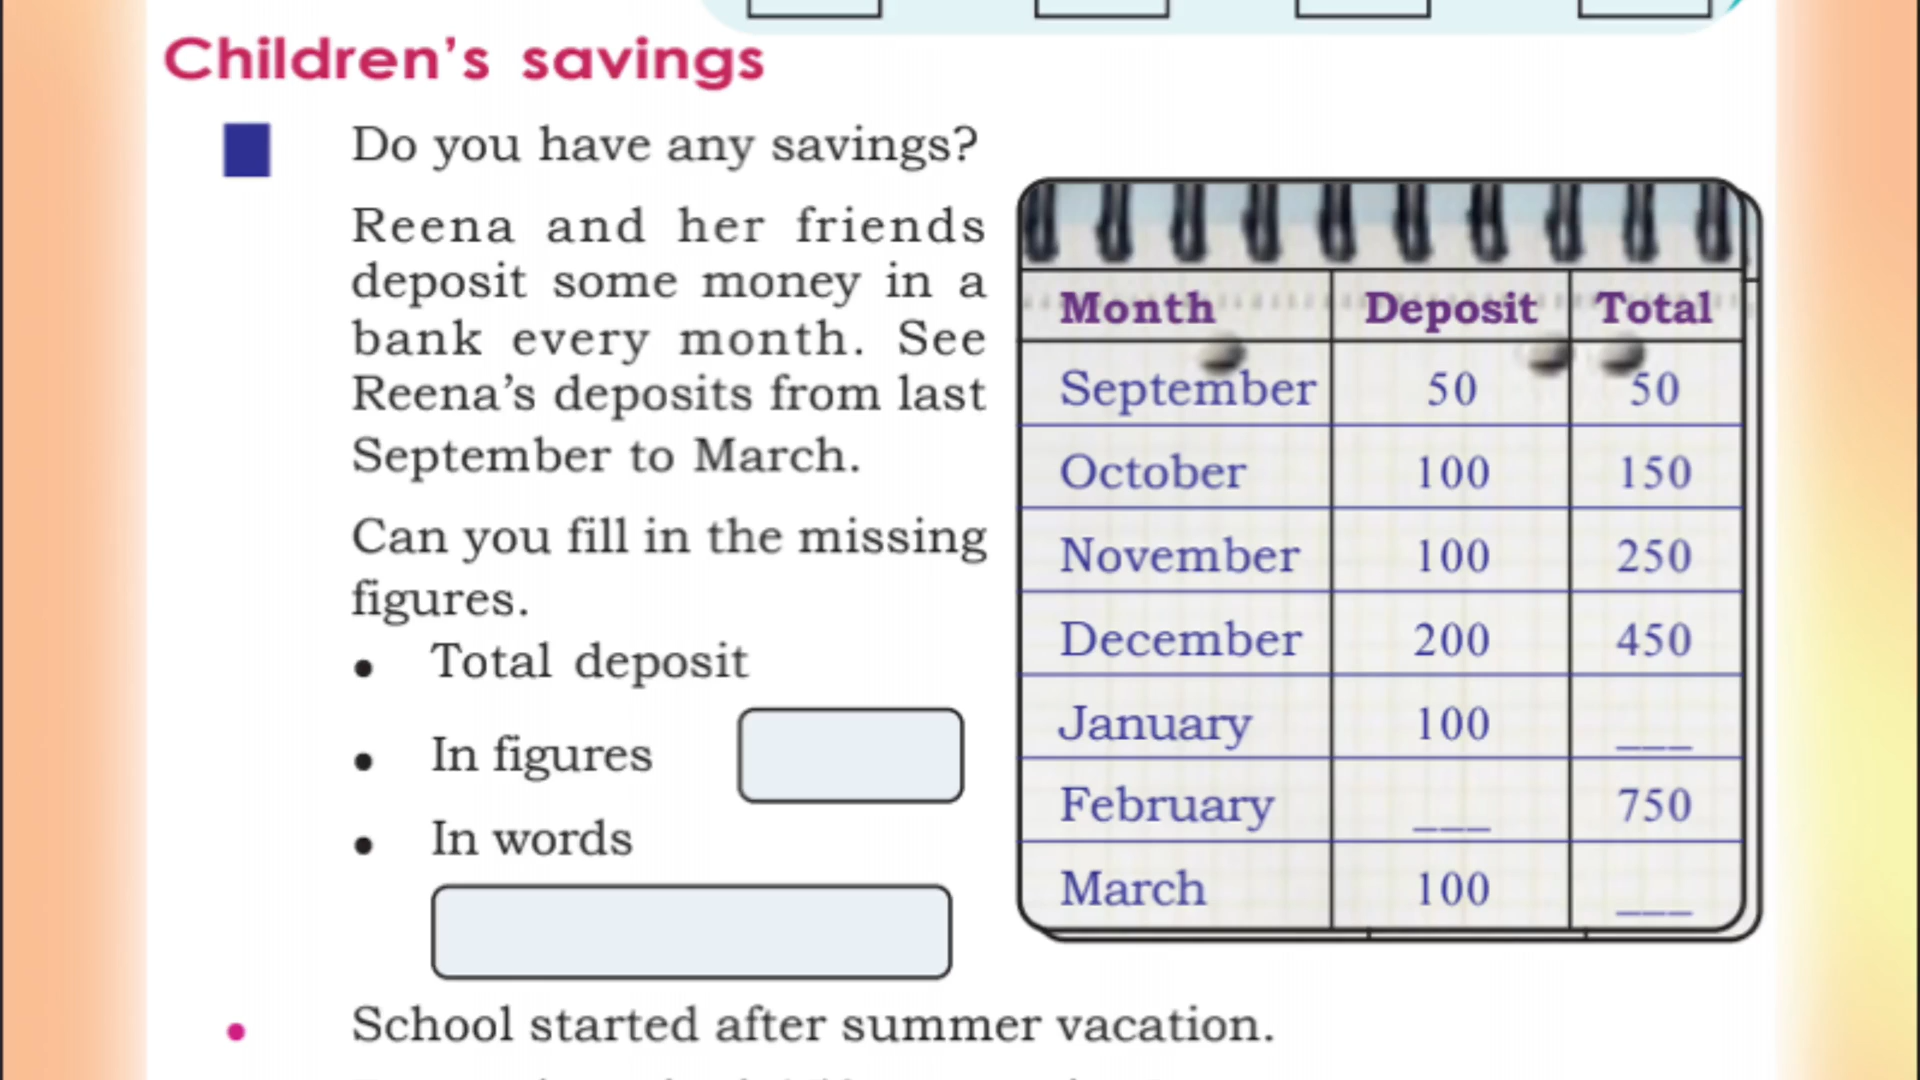 Children's savings
Do you have any savings?
Reena and her friends
deposit some money in a
bank every month. See
Reena's deposits from last
September to March.
Can you fill in the missing
figures.
• Total deposit
• In figures
• In words
Month Deposit Total
September 50 50
October 100 150
November 100 250
December 200 450
January 100 ___
February ___ 750
March 100 ___
• School started after summer vacation.